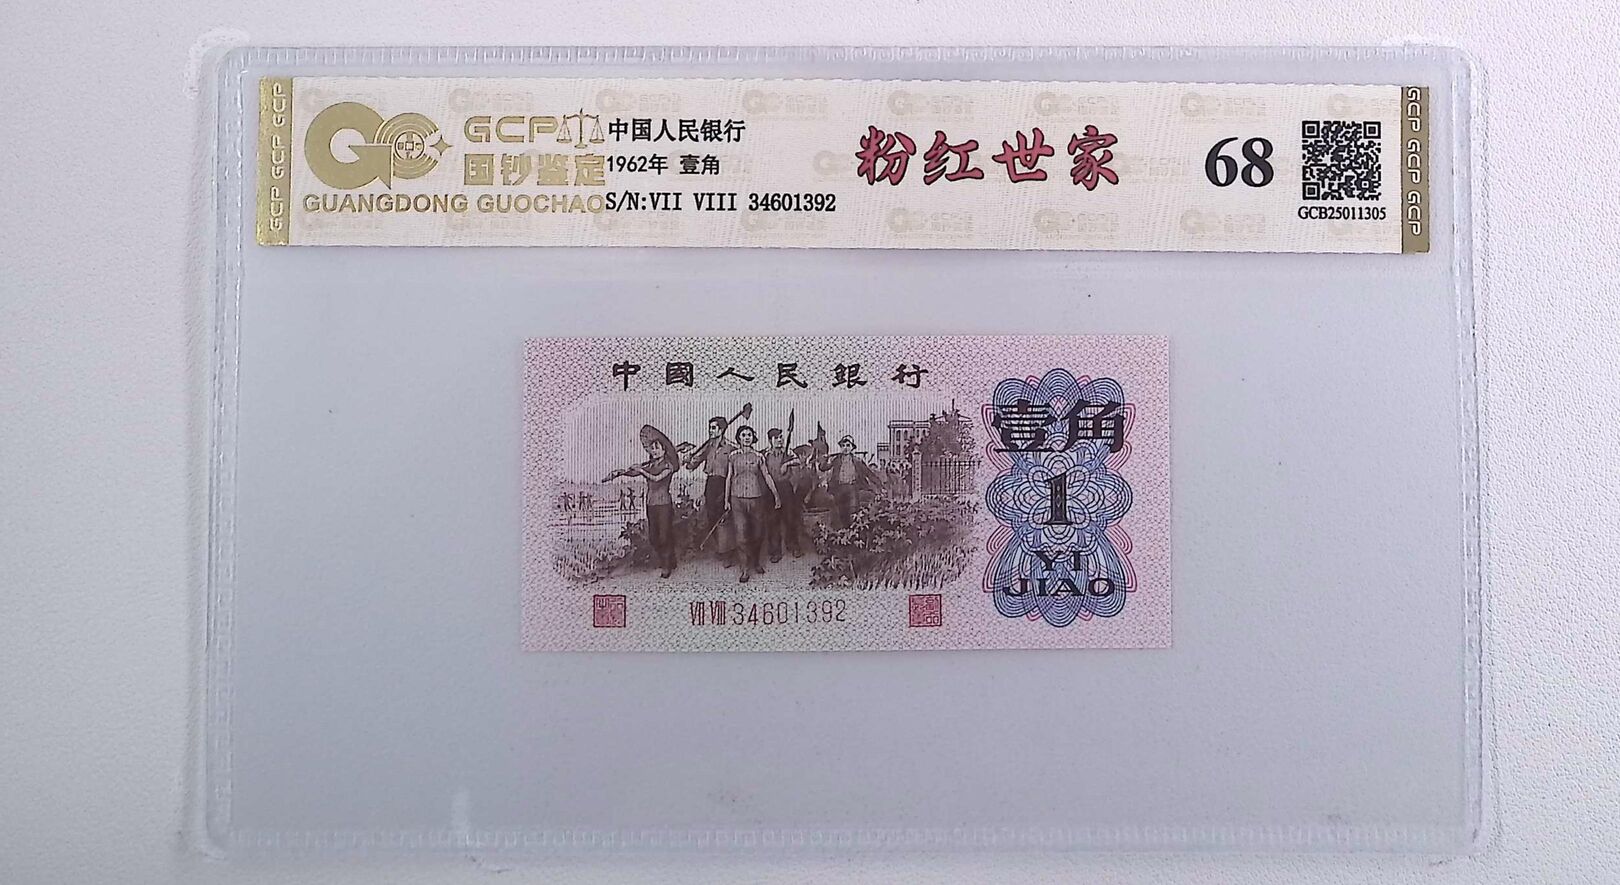 GCP GCP GCP
GCP
国钞鉴定
GUANGDONG GUOCHAO
中国人民银行
1962年 壹角
S/N:VII VIII 34601392
粉红世家
68
GCB25011305
GCP GCP GCP
中國人民銀行
壹角
1
YI
JIAO
VII VIII 34601392